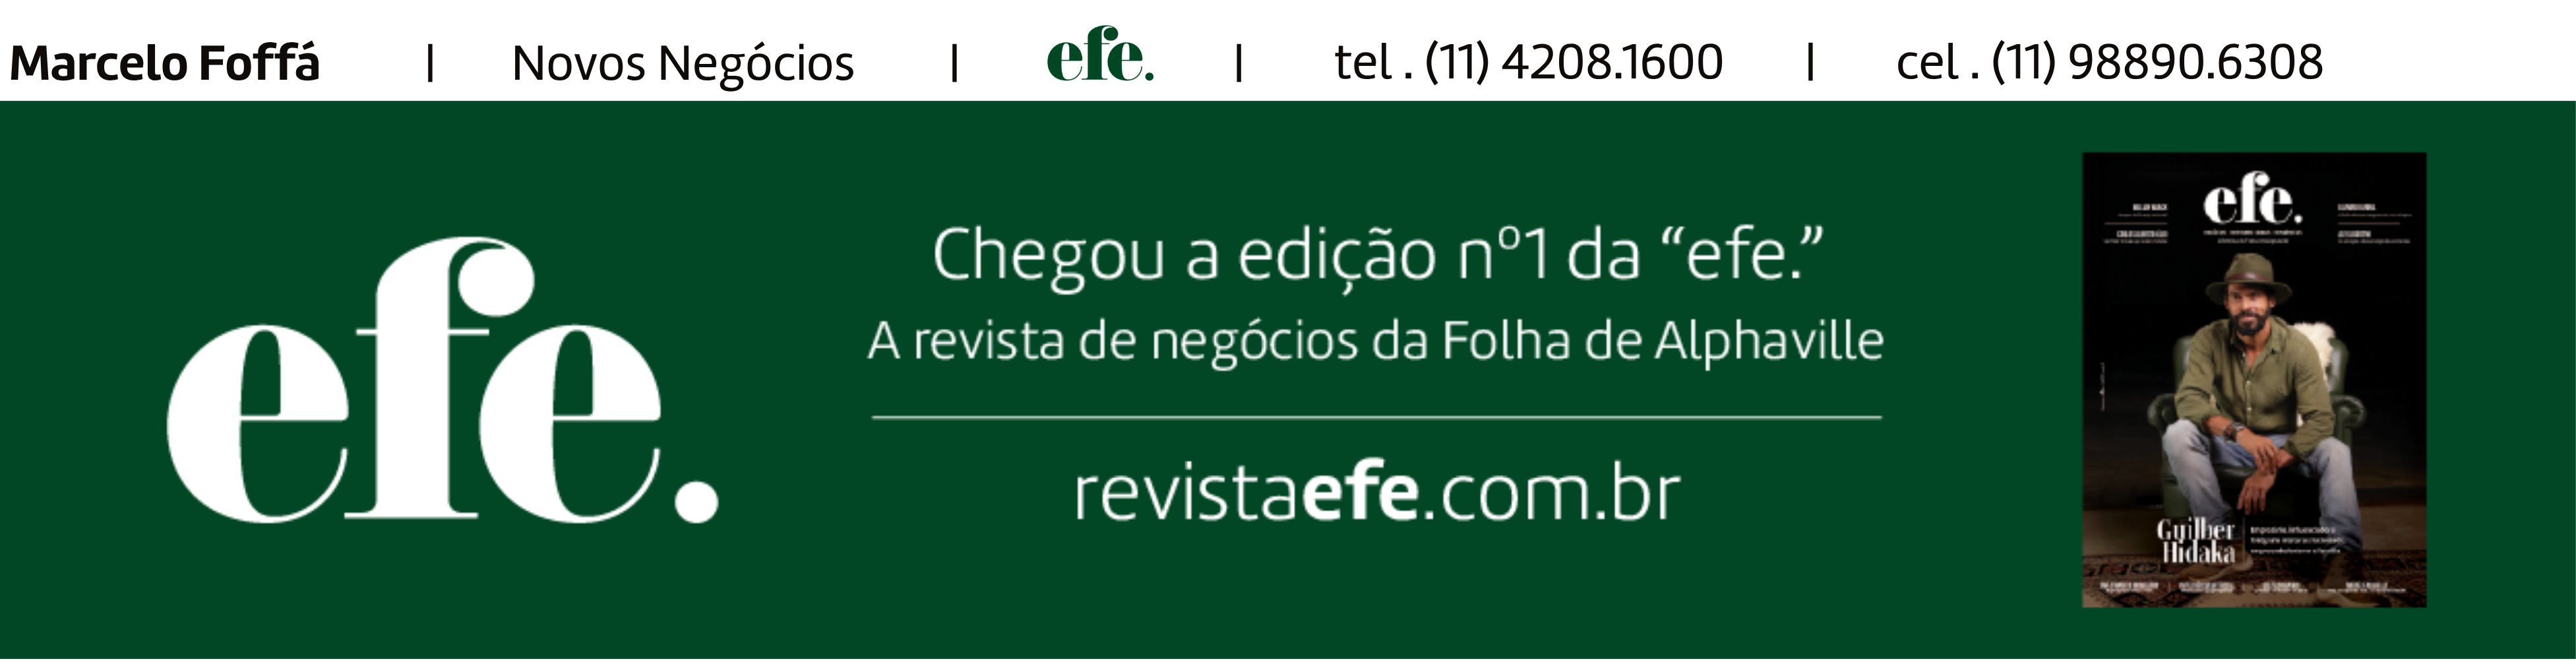 Marcelo Foffá | Novos Negócios | efe. | tel . (11) 4208.1600 | cel . (11) 98890.6308
efe.
Chegou a edição nº1 da “efe.”
A revista de negócios da Folha de Alphaville
revistaefe.com.br
efe.
Guilher
Hidaka